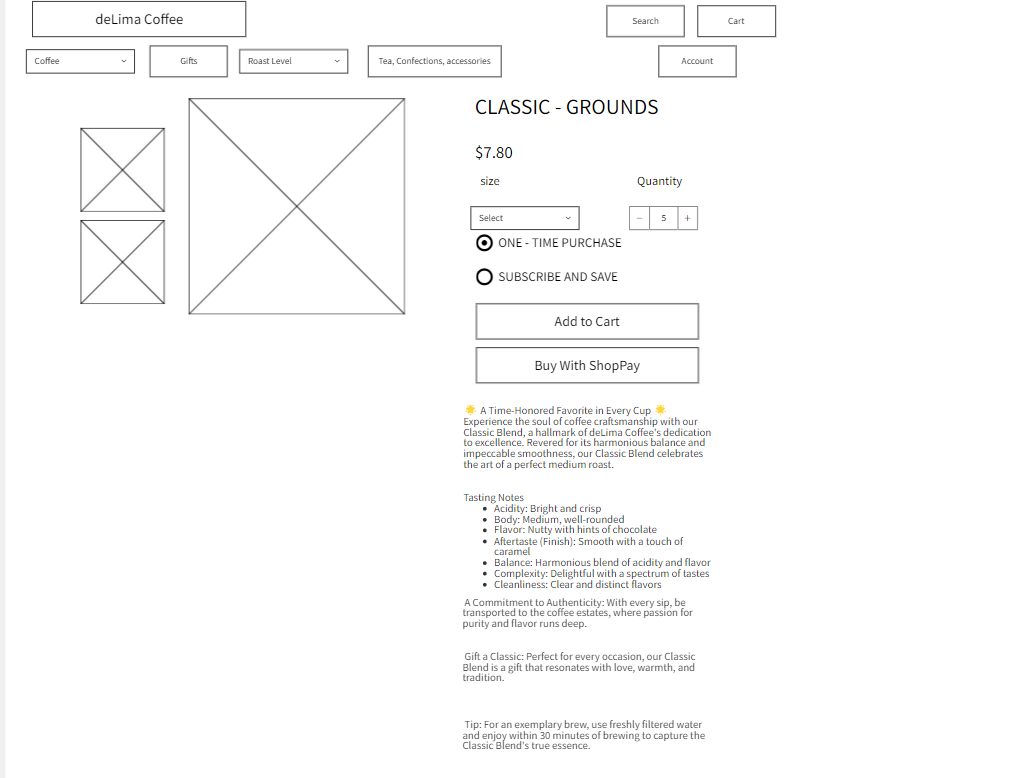 deLima Coffee
Search
Cart
Coffee
Gifts
Roast Level
Tea, Confections, accessories
Account
CLASSIC - GROUNDS
$7.80
size
Quantity
Select
− 5 +
ONE - TIME PURCHASE
SUBSCRIBE AND SAVE
Add to Cart
Buy With ShopPay
🌟 A Time-Honored Favorite in Every Cup 🌟
Experience the soul of coffee craftsmanship with our
Classic Blend, a hallmark of deLima Coffee's dedication
to excellence. Revered for its harmonious balance and
impeccable smoothness, our Classic Blend celebrates
the art of a perfect medium roast.
Tasting Notes
• Acidity: Bright and crisp
• Body: Medium, well-rounded
• Flavor: Nutty with hints of chocolate
• Aftertaste (Finish): Smooth with a touch of
caramel
• Balance: Harmonious blend of acidity and flavor
• Complexity: Delightful with a spectrum of tastes
• Cleanliness: Clear and distinct flavors
A Commitment to Authenticity: With every sip, be
transported to the coffee estates, where passion for
purity and flavor runs deep.
Gift a Classic: Perfect for every occasion, our Classic
Blend is a gift that resonates with love, warmth, and
tradition.
Tip: For an exemplary brew, use freshly filtered water
and enjoy within 30 minutes of brewing to capture the
Classic Blend's true essence.